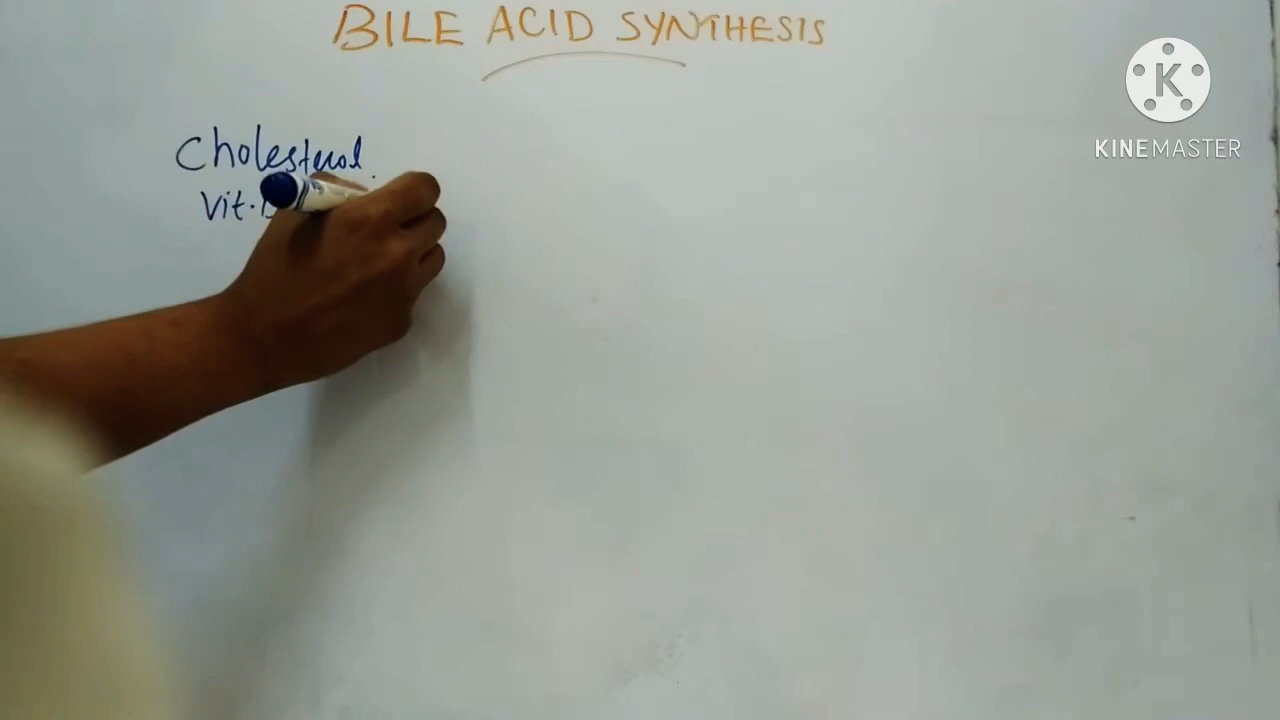 BILE ACID SYNTHESIS
K
KINEMASTER
Cholesterol
Vit.